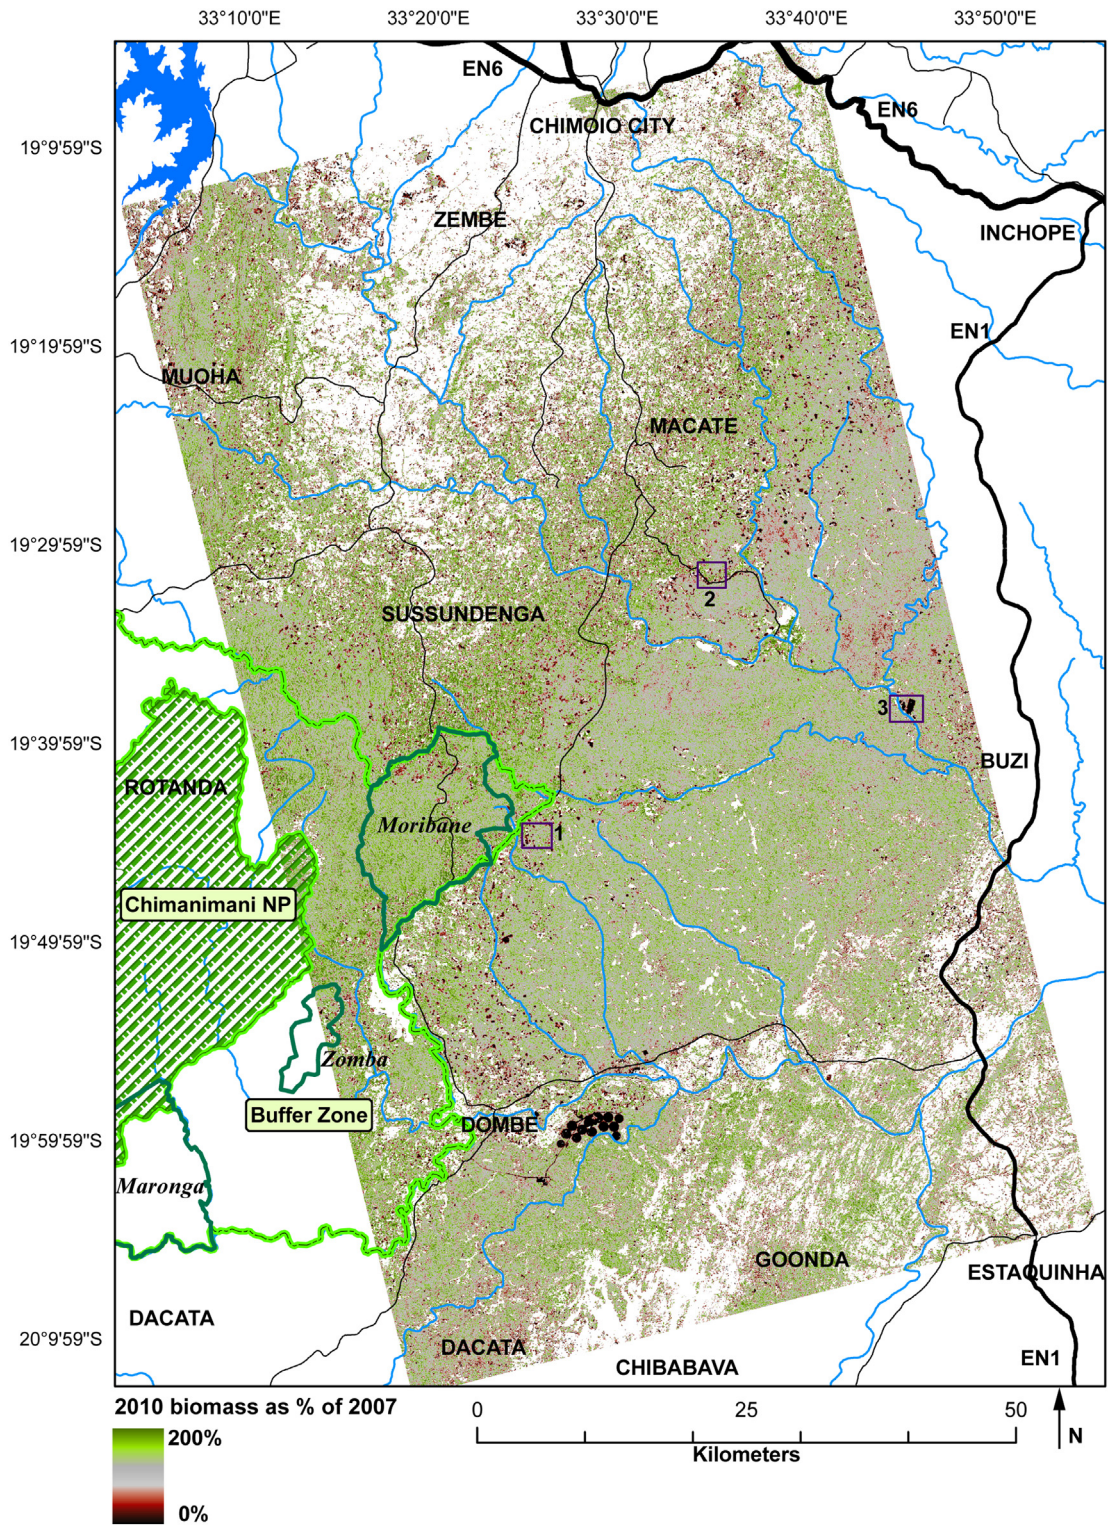 33°10'0"E 33°20'0"E 33°30'0"E 33°40'0"E 33°50'0"E
EN6
EN6
CHIMOIO CITY
19°9'59"S
ZEMBE
INCHOPE
EN1
19°19'59"S
MUOHA
MACATE
19°29'59"S
2
SUSSUNDENGA
3
19°39'59"S
BUZI
ROTANDA
Moribane
1
Chimanimani NP
19°49'59"S
Zomba
Buffer Zone
DOMBE
19°59'59"S
Maronga
GOONDA
ESTAQUINHA
DACATA
20°9'59"S
DACATA
EN1
CHIBABAVA
2010 biomass as % of 2007
200%
0%
0 25 50
Kilometers
N